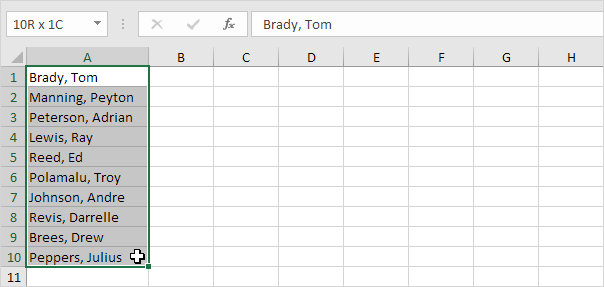 10R x 1C fx Brady, Tom
A B C D E F G H
1 Brady, Tom
2 Manning, Peyton
3 Peterson, Adrian
4 Lewis, Ray
5 Reed, Ed
6 Polamalu, Troy
7 Johnson, Andre
8 Revis, Darrelle
9 Brees, Drew
10 Peppers, Julius
11